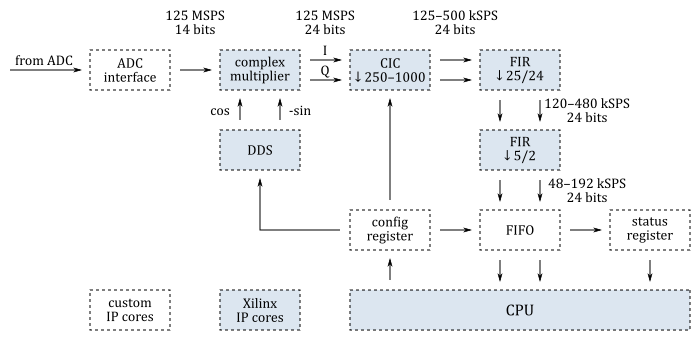 125 MSPS
14 bits
125 MSPS
24 bits
125–500 kSPS
24 bits
from ADC
ADC
interface
complex
multiplier
I
Q
CIC
↓250–1000
FIR
↓25/24
cos
-sin
120–480 kSPS
24 bits
DDS
FIR
↓5/2
48–192 kSPS
24 bits
config
register
FIFO
status
register
custom
IP cores
Xilinx
IP cores
CPU